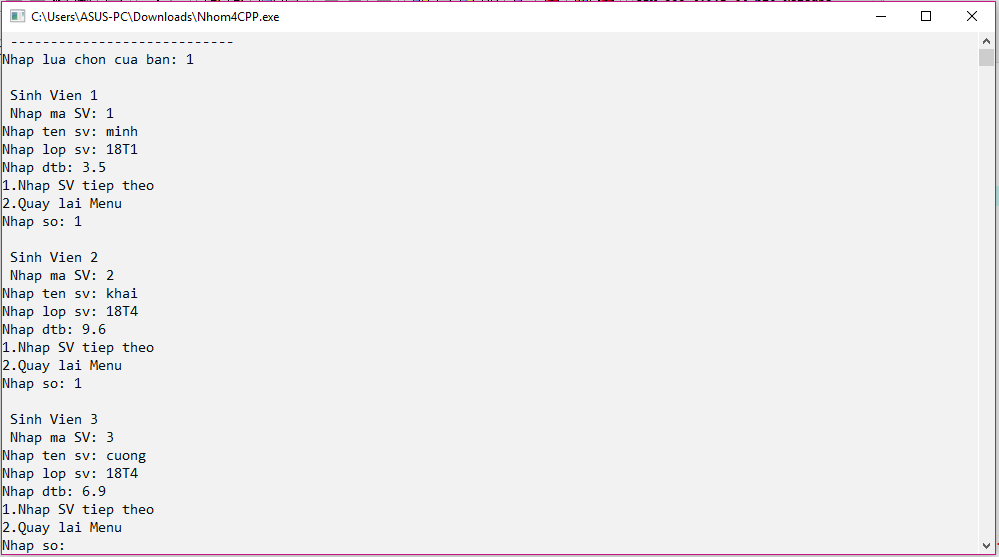 C:\Users\ASUS-PC\Downloads\Nhom4CPP.exe
---------------------------
Nhap lua chon cua ban: 1
Sinh Vien 1
Nhap ma SV: 1
Nhap ten sv: minh
Nhap lop sv: 18T1
Nhap dtb: 3.5
1.Nhap SV tiep theo
2.Quay lai Menu
Nhap so: 1
Sinh Vien 2
Nhap ma SV: 2
Nhap ten sv: khai
Nhap lop sv: 18T4
Nhap dtb: 9.6
1.Nhap SV tiep theo
2.Quay lai Menu
Nhap so: 1
Sinh Vien 3
Nhap ma SV: 3
Nhap ten sv: cuong
Nhap lop sv: 18T4
Nhap dtb: 6.9
1.Nhap SV tiep theo
2.Quay lai Menu
Nhap so: